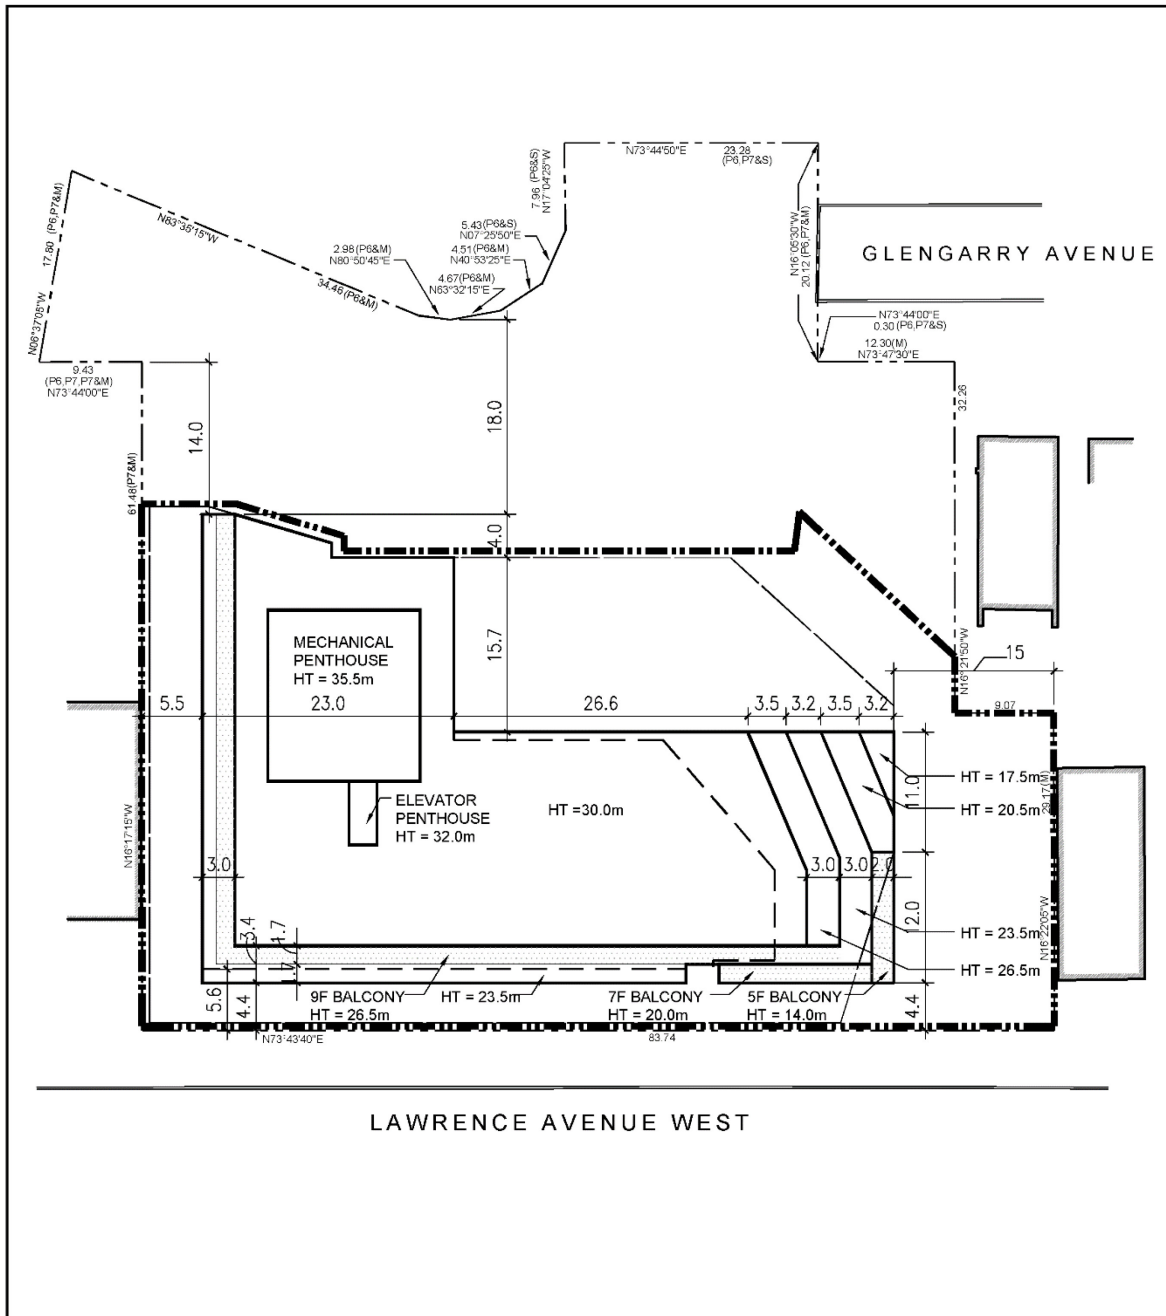 N73°44'50"E
23.28
(P6,P7&S)
7.96 (P6&S)
N17°04'25"W
17.80 (P6,P7&M)
N06°37'05"W
N83°35'15"W
34.46(P6&M)
5.43(P6&S)
N07°25'50"E
2.98(P6&M)
N80°50'45"E
4.51(P6&M)
N40°53'25"E
4.67(P6&M)
N63°32'15"E
N16°05'30"W
20.12 (P6,P7&M)
GLENGARRY AVENUE
N73°44'00"E
0.30 (P6,P7&S)
12.30(M)
N73°47'30"E
9.43
(P6,P7,P7&M)
N73°44'00"E
32.26
14.0
18.0
61.48(P7&M)
4.0
15.7
MECHANICAL
PENTHOUSE
HT = 35.5m
N16°21'50"W
15
5.5
23.0
26.6
3.5
3.2
3.5
3.2
9.07
HT = 17.5m
11.0
29.17(M)
HT = 20.5m
ELEVATOR
PENTHOUSE
HT = 32.0m
HT =30.0m
N16°17'15"W
3.0
3.0
3.0
2.0
12.0
3.4
1.7
HT = 23.5m
N16°22'05"W
HT = 26.5m
1.7
5.6
4.4
9F BALCONY
HT = 26.5m
HT = 23.5m
7F BALCONY
HT = 20.0m
5F BALCONY
HT = 14.0m
4.4
N73°43'40"E
83.74
LAWRENCE AVENUE WEST